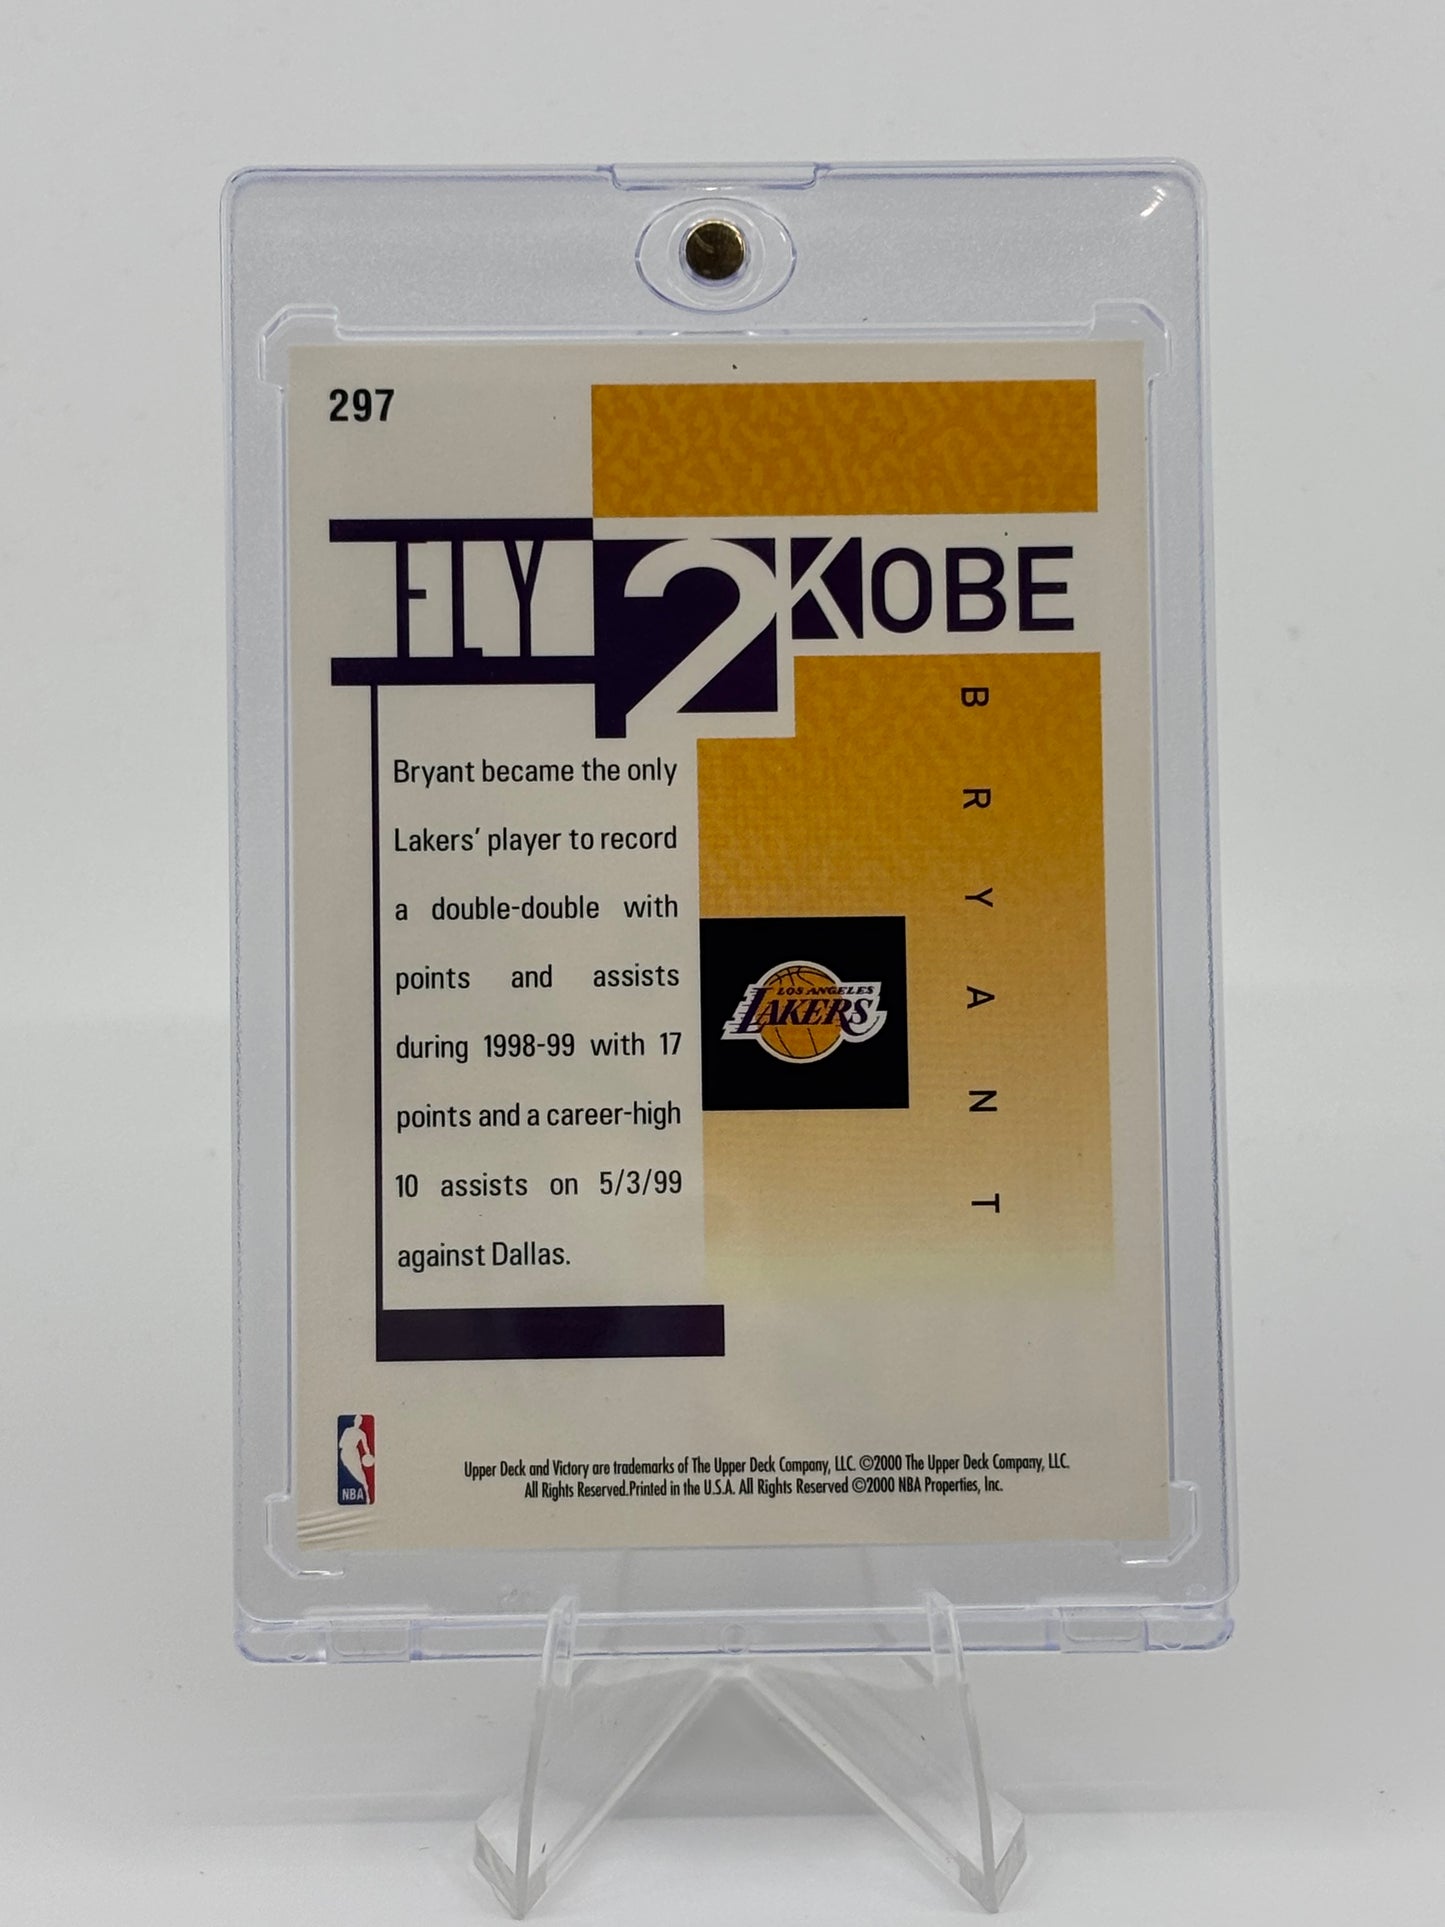 297
FLY 2 KOBE
BRYANT
Bryant became the only
Lakers' player to record
a double-double with
points and assists
during 1998-99 with 17
points and a career-high
10 assists on 5/3/99
against Dallas.
LOS ANGELES
LAKERS
NBA
Upper Deck and Victory are trademarks of The Upper Deck Company, LLC. ©2000 The Upper Deck Company, LLC.
All Rights Reserved.Printed in the U.S.A. All Rights Reserved ©2000 NBA Properties, Inc.